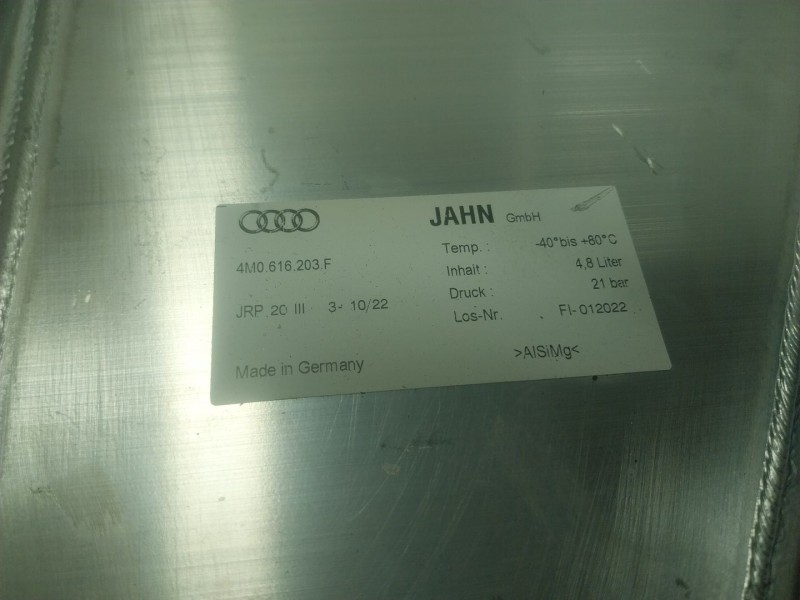 JAHN GmbH
4M0.616.203.F
JRP 20 III 3- 10/22
Made in Germany
Temp.: -40°bis +80°C
Inhalt: 4,8 Liter
Druck: 21 bar
Los-Nr. FI-012022
>AlSiMg<